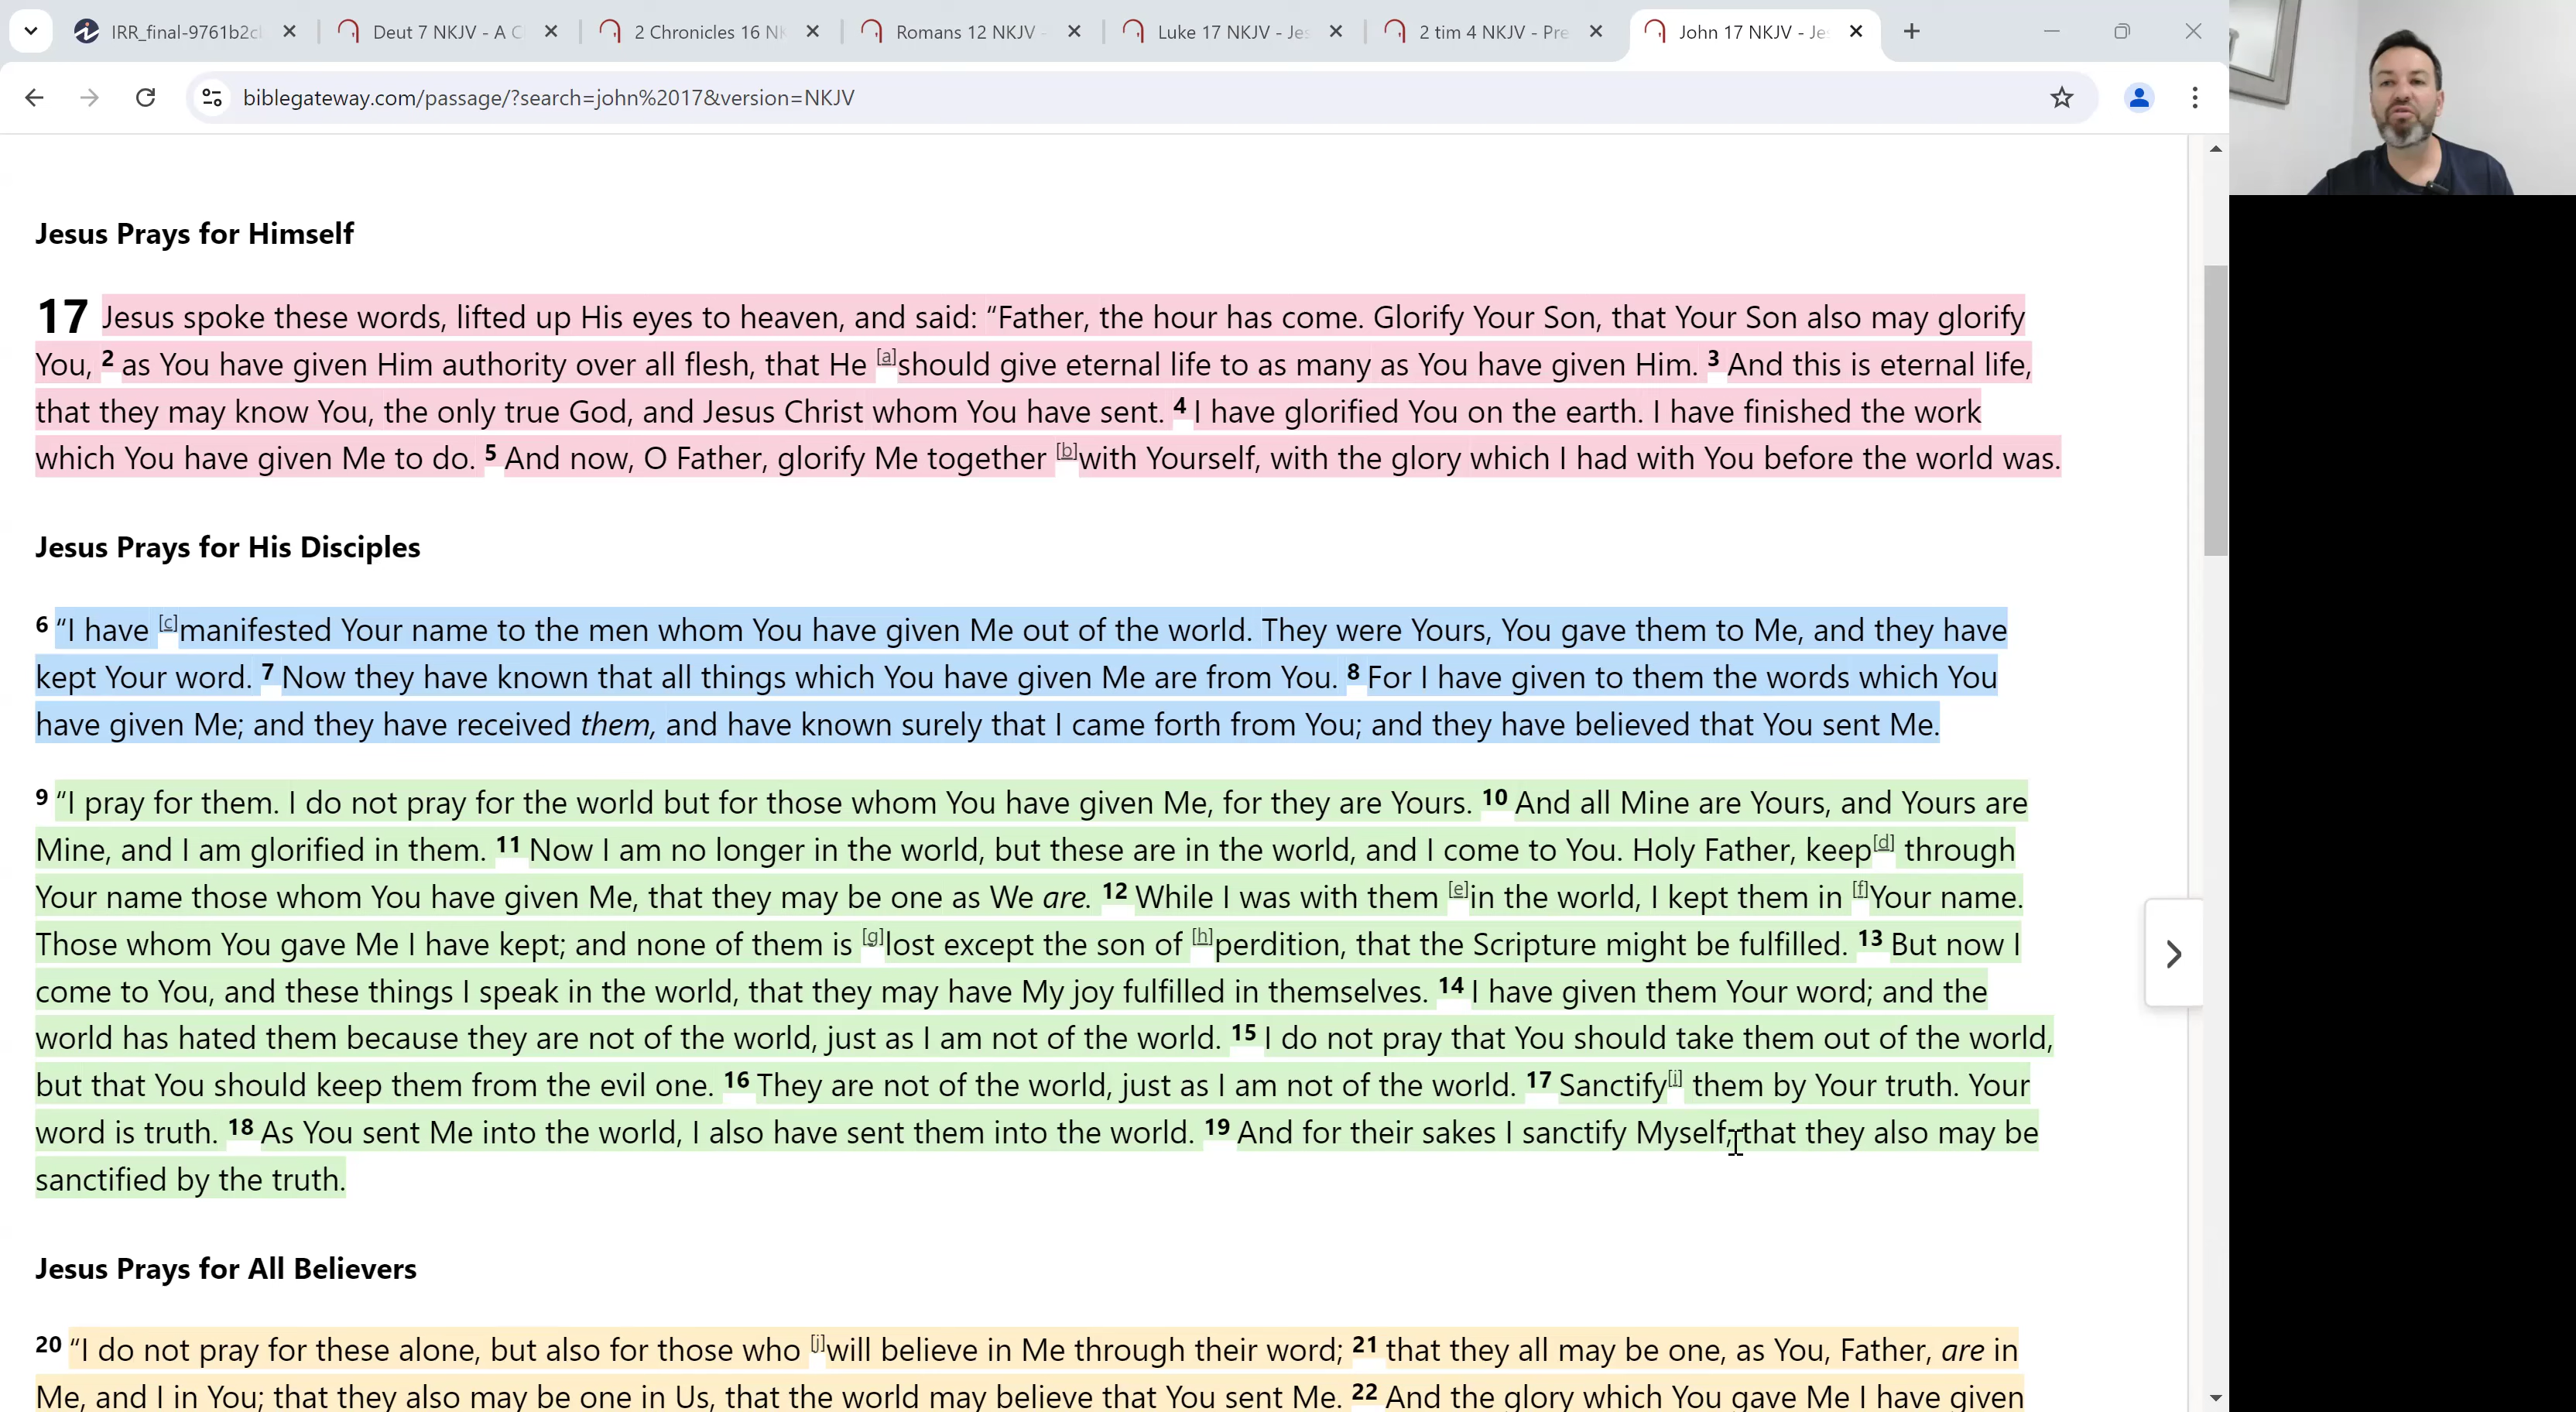 IRR_final-9761b2c
Deut 7 NKJV - A C
2 Chronicles 16 NK
Romans 12 NKJV -
Luke 17 NKJV - Jes
2 tim 4 NKJV - Pre
John 17 NKJV - Je
biblegateway.com/passage/?search=john%2017&version=NKJV
Jesus Prays for Himself
17 Jesus spoke these words, lifted up His eyes to heaven, and said: “Father, the hour has come. Glorify Your Son, that Your Son also may glorify
You, 2 as You have given Him authority over all flesh, that He [a]should give eternal life to as many as You have given Him. 3 And this is eternal life,
that they may know You, the only true God, and Jesus Christ whom You have sent. 4 I have glorified You on the earth. I have finished the work
which You have given Me to do. 5 And now, O Father, glorify Me together [b]with Yourself, with the glory which I had with You before the world was.
Jesus Prays for His Disciples
6 “I have [c]manifested Your name to the men whom You have given Me out of the world. They were Yours, You gave them to Me, and they have
kept Your word. 7 Now they have known that all things which You have given Me are from You. 8 For I have given to them the words which You
have given Me; and they have received them, and have known surely that I came forth from You; and they have believed that You sent Me.
9 “I pray for them. I do not pray for the world but for those whom You have given Me, for they are Yours. 10 And all Mine are Yours, and Yours are
Mine, and I am glorified in them. 11 Now I am no longer in the world, but these are in the world, and I come to You. Holy Father, keep[d] through
Your name those whom You have given Me, that they may be one as We are. 12 While I was with them [e]in the world, I kept them in [f]Your name.
Those whom You gave Me I have kept; and none of them is [g]lost except the son of [h]perdition, that the Scripture might be fulfilled. 13 But now I
come to You, and these things I speak in the world, that they may have My joy fulfilled in themselves. 14 I have given them Your word; and the
world has hated them because they are not of the world, just as I am not of the world. 15 I do not pray that You should take them out of the world,
but that You should keep them from the evil one. 16 They are not of the world, just as I am not of the world. 17 Sanctify[i] them by Your truth. Your
word is truth. 18 As You sent Me into the world, I also have sent them into the world. 19 And for their sakes I sanctify Myself, that they also may be
sanctified by the truth.
Jesus Prays for All Believers
20 “I do not pray for these alone, but also for those who [j]will believe in Me through their word; 21 that they all may be one, as You, Father, are in
Me, and I in You; that they also may be one in Us, that the world may believe that You sent Me. 22 And the glory which You gave Me I have given